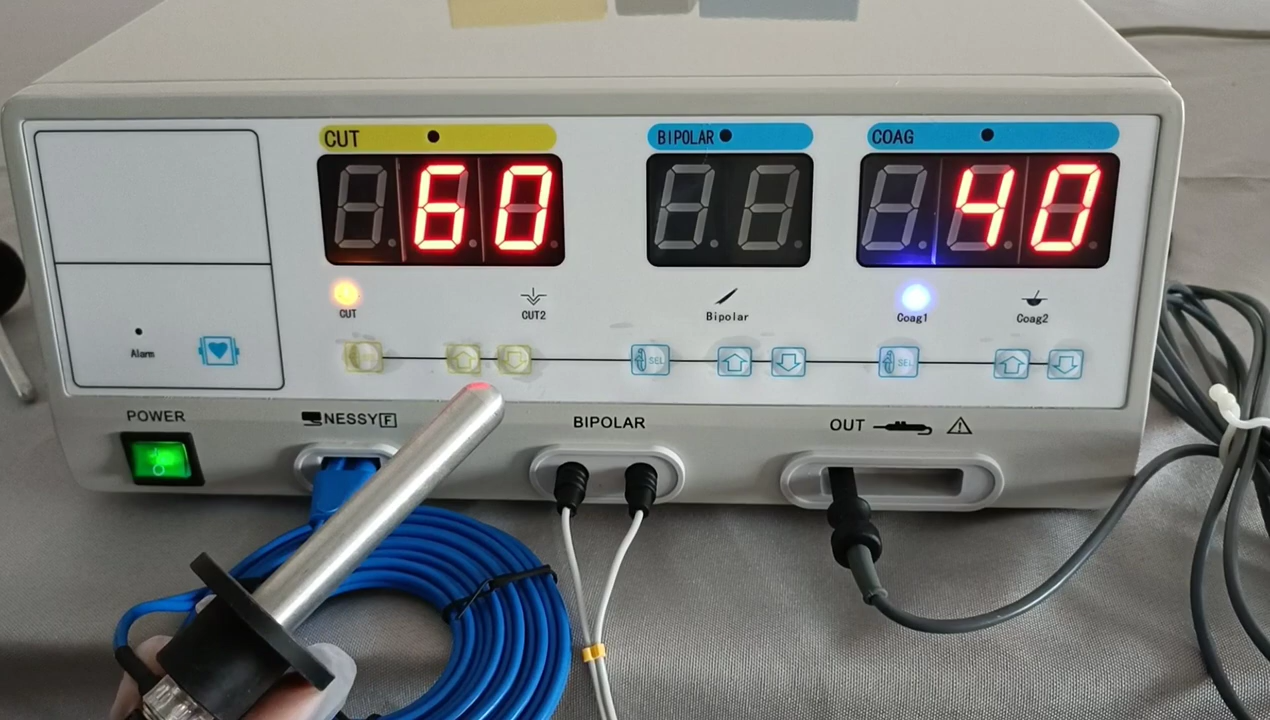 CUT
BIPOLAR
COAG
60
40
CUT
CUT2
Bipolar
Coag1
Coag2
Alarm
SEL
SEL
POWER
NESSY F
BIPOLAR
OUT